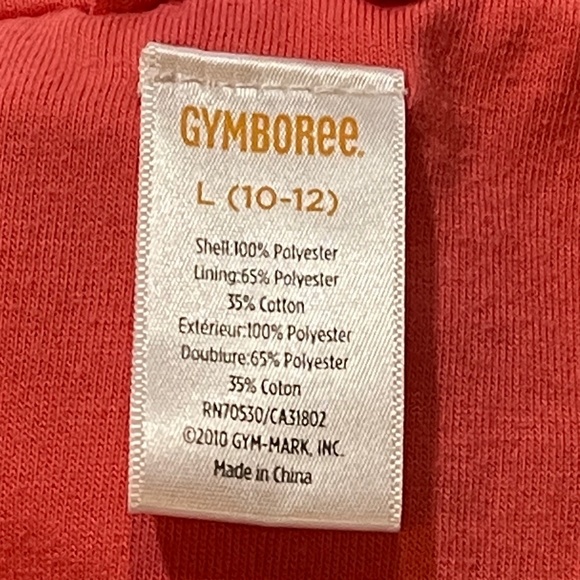 GYMBOREE.
L (10-12)
Shell:100% Polyester
Lining:65% Polyester
35% Cotton
Extérieur:100% Polyester
Doublure:65% Polyester
35% Coton
RN70530/CA31802
©2010 GYM-MARK, INC.
Made in China